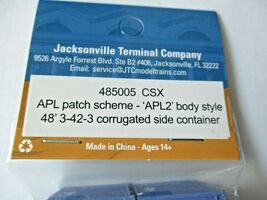 Jacksonville Terminal Company
9526 Argyle Forrest Blvd. Ste B2 #406, Jacksonville, FL 32222
Email: service@JTCmodeltrains.com
485005 CSX
APL patch scheme - 'APL2' body style
48' 3-42-3 corrugated side container
Made in China - Ages 14+